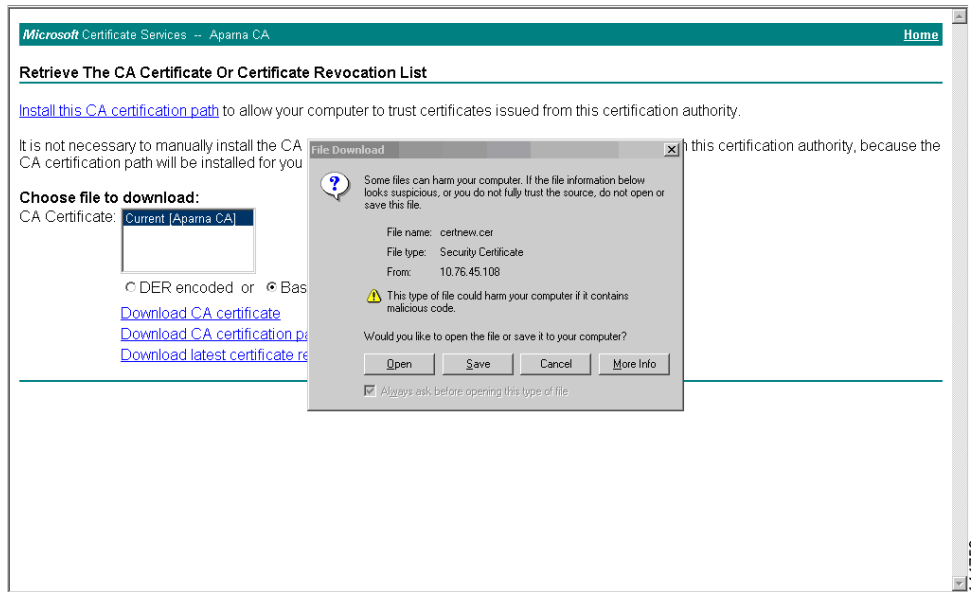 Microsoft Certificate Services -- Aparna CA Home
Retrieve The CA Certificate Or Certificate Revocation List
Install this CA certification path to allow your computer to trust certificates issued from this certification authority.
It is not necessary to manually install the CA
this certification authority, because the
CA certification path will be installed for you
Choose file to download:
CA Certificate: Current [Aparna CA]
DER encoded or Bas
Download CA certificate
Download CA certification pa
Download latest certificate re
File Download
Some files can harm your computer. If the file information below
looks suspicious, or you do not fully trust the source, do not open or
save this file.
File name: certnew.cer
File type: Security Certificate
From: 10.76.45.108
This type of file could harm your computer if it contains
malicious code.
Would you like to open the file or save it to your computer?
Open Save Cancel More Info
Always ask before opening this type of file